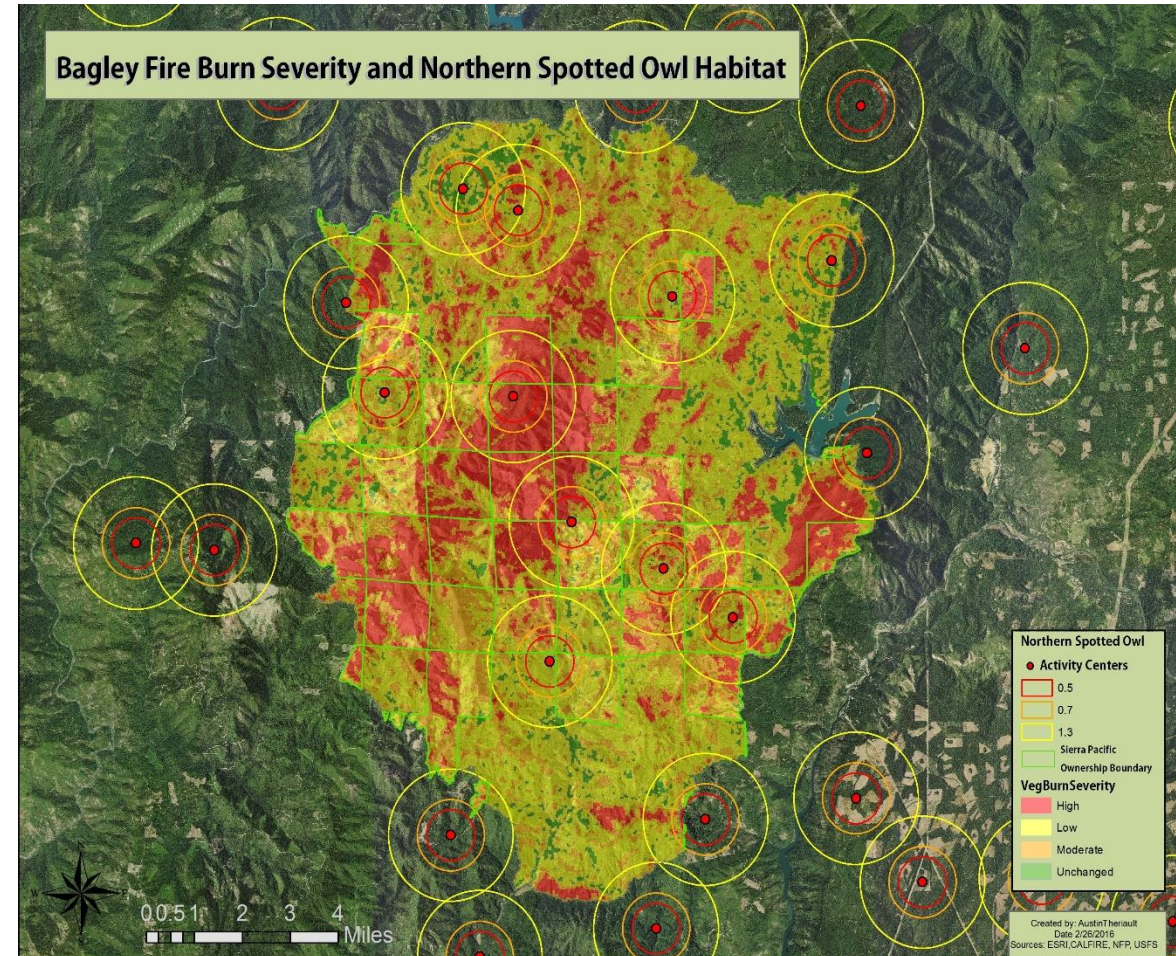 Bagley Fire Burn Severity and Northern Spotted Owl Habitat
Northern Spotted Owl
Activity Centers
0.5
0.7
1.3
Sierra Pacific
Ownership Boundary
VegBurnSeverity
High
Low
Moderate
Unchanged
N
W
E
S
0 0.5 1 2 3 4
Miles
Created by: AustinTheriault
Date 2/26/2016
Sources: ESRI,CALFIRE, NFP, USFS